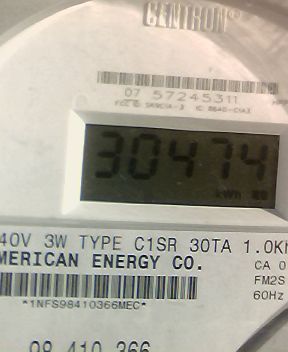 CENTRON®
07 57245311
30474
kWh
40V 3W TYPE C1SR 30TA 1.0Kh
MERICAN ENERGY CO.
CA 0
FM2S
60Hz
*1NFS98410366MEC*
98 410 366